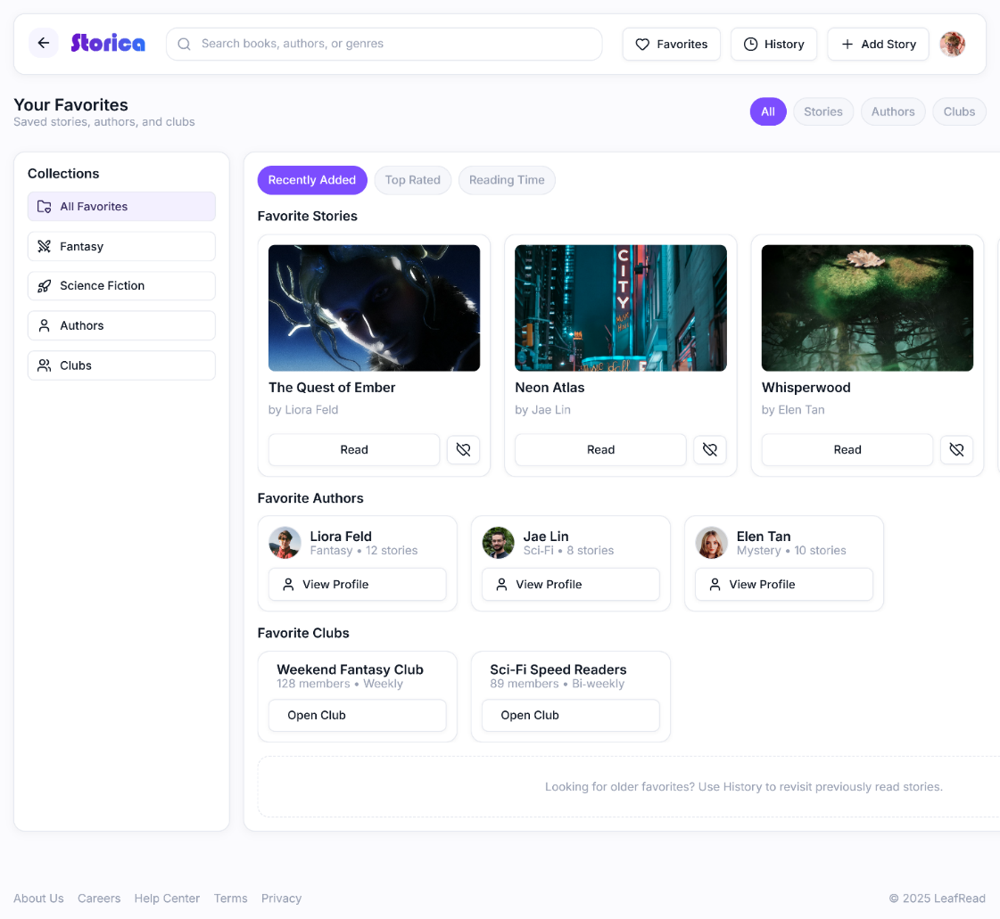 Storica
Search books, authors, or genres
Favorites
History
Add Story
Your Favorites
Saved stories, authors, and clubs
All
Stories
Authors
Clubs
Collections
All Favorites
Fantasy
Science Fiction
Authors
Clubs
Recently Added
Top Rated
Reading Time
Favorite Stories
CITY
The Quest of Ember
by Liora Feld
Read
Neon Atlas
by Jae Lin
Read
Whisperwood
by Elen Tan
Read
Favorite Authors
Liora Feld
Fantasy • 12 stories
View Profile
Jae Lin
Sci-Fi • 8 stories
View Profile
Elen Tan
Mystery • 10 stories
View Profile
Favorite Clubs
Weekend Fantasy Club
128 members • Weekly
Open Club
Sci-Fi Speed Readers
89 members • Bi-weekly
Open Club
Looking for older favorites? Use History to revisit previously read stories.
About Us
Careers
Help Center
Terms
Privacy
© 2025 LeafRead